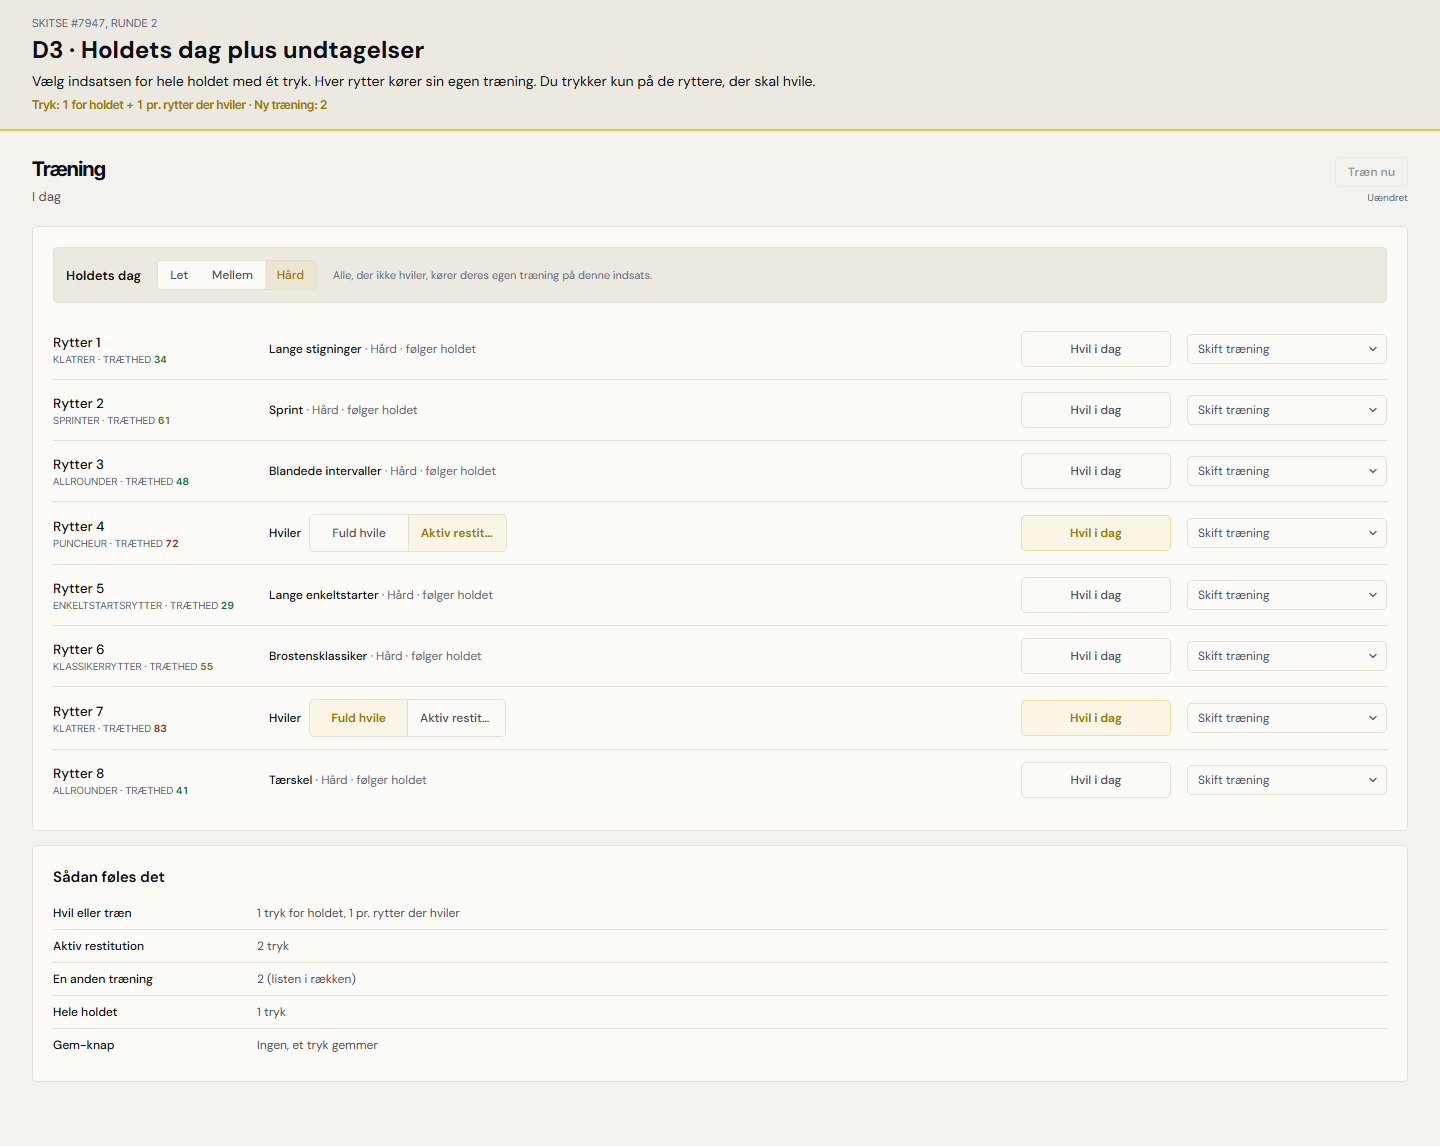 SKITSE #7947, RUNDE 2
D3 · Holdets dag plus undtagelser
Vælg indsatsen for hele holdet med ét tryk. Hver rytter kører sin egen træning. Du trykker kun på de ryttere, der skal hvile.
Tryk: 1 for holdet + 1 pr. rytter der hviler · Ny træning: 2
Træning
Træn nu
I dag
Uændret
Holdets dag Let Mellem Hård Alle, der ikke hviler, kører deres egen træning på denne indsats.
Rytter 1
KLATRER · TRÆTHED 34
Lange stigninger · Hård · følger holdet
Hvil i dag
Skift træning
Rytter 2
SPRINTER · TRÆTHED 61
Sprint · Hård · følger holdet
Hvil i dag
Skift træning
Rytter 3
ALLROUNDER · TRÆTHED 48
Blandede intervaller · Hård · følger holdet
Hvil i dag
Skift træning
Rytter 4
PUNCHEUR · TRÆTHED 72
Hviler Fuld hvile Aktiv restit...
Hvil i dag
Skift træning
Rytter 5
ENKELTSTARTSRYTTER · TRÆTHED 29
Lange enkeltstarter · Hård · følger holdet
Hvil i dag
Skift træning
Rytter 6
KLASSIKERRYTTER · TRÆTHED 55
Brostensklassiker · Hård · følger holdet
Hvil i dag
Skift træning
Rytter 7
KLATRER · TRÆTHED 83
Hviler Fuld hvile Aktiv restit...
Hvil i dag
Skift træning
Rytter 8
ALLROUNDER · TRÆTHED 41
Tærskel · Hård · følger holdet
Hvil i dag
Skift træning
Sådan føles det
Hvil eller træn 1 tryk for holdet, 1 pr. rytter der hviler
Aktiv restitution 2 tryk
En anden træning 2 (listen i rækken)
Hele holdet 1 tryk
Gem-knap Ingen, et tryk gemmer